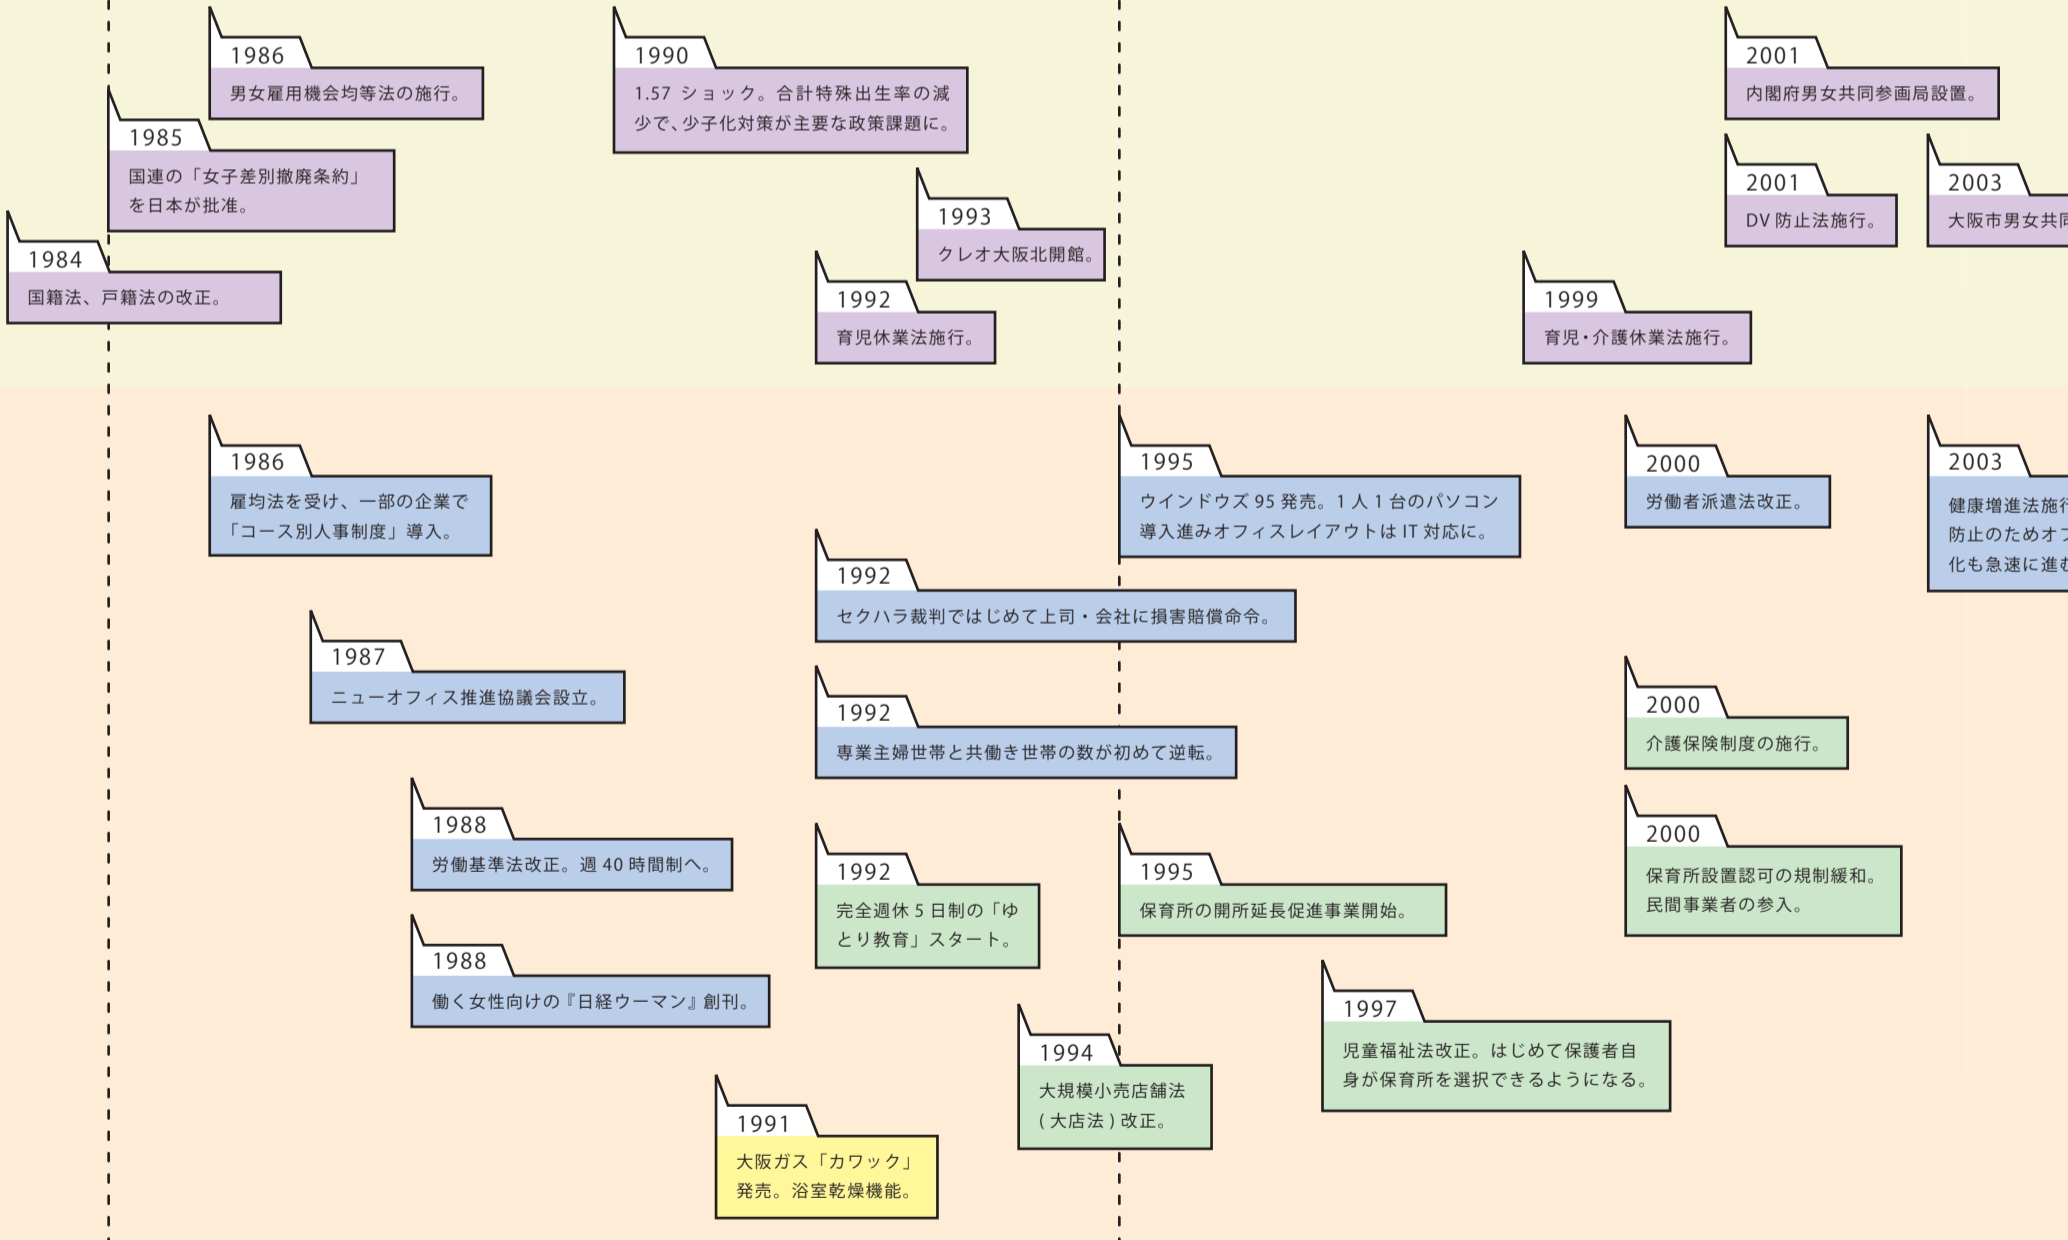 1986
男女雇用機会均等法の施行。
1985
国連の「女子差別撤廃条約」
を日本が批准。
1984
国籍法、戸籍法の改正。
1990
1.57 ショック。合計特殊出生率の減
少で、少子化対策が主要な政策課題に。
1993
クレオ大阪北開館。
1992
育児休業法施行。
2001
内閣府男女共同参画局設置。
2001
DV 防止法施行。
2003
大阪市男女共同
1999
育児・介護休業法施行。
1986
雇均法を受け、一部の企業で
「コース別人事制度」導入。
1987
ニューオフィス推進協議会設立。
1988
労働基準法改正。週 40 時間制へ。
1988
働く女性向けの『日経ウーマン』創刊。
1991
大阪ガス「カワック」
発売。浴室乾燥機能。
1992
セクハラ裁判ではじめて上司・会社に損害賠償命令。
1992
専業主婦世帯と共働き世帯の数が初めて逆転。
1992
完全週休 5 日制の「ゆ
とり教育」スタート。
1994
大規模小売店舗法
( 大店法 ) 改正。
1995
ウインドウズ 95 発売。1 人 1 台のパソコン
導入進みオフィスレイアウトは IT 対応に。
1995
保育所の開所延長促進事業開始。
1997
児童福祉法改正。はじめて保護者自
身が保育所を選択できるようになる。
2000
労働者派遣法改正。
2000
介護保険制度の施行。
2000
保育所設置認可の規制緩和。
民間事業者の参入。
2003
健康増進法施行
防止のためオフ
化も急速に進む